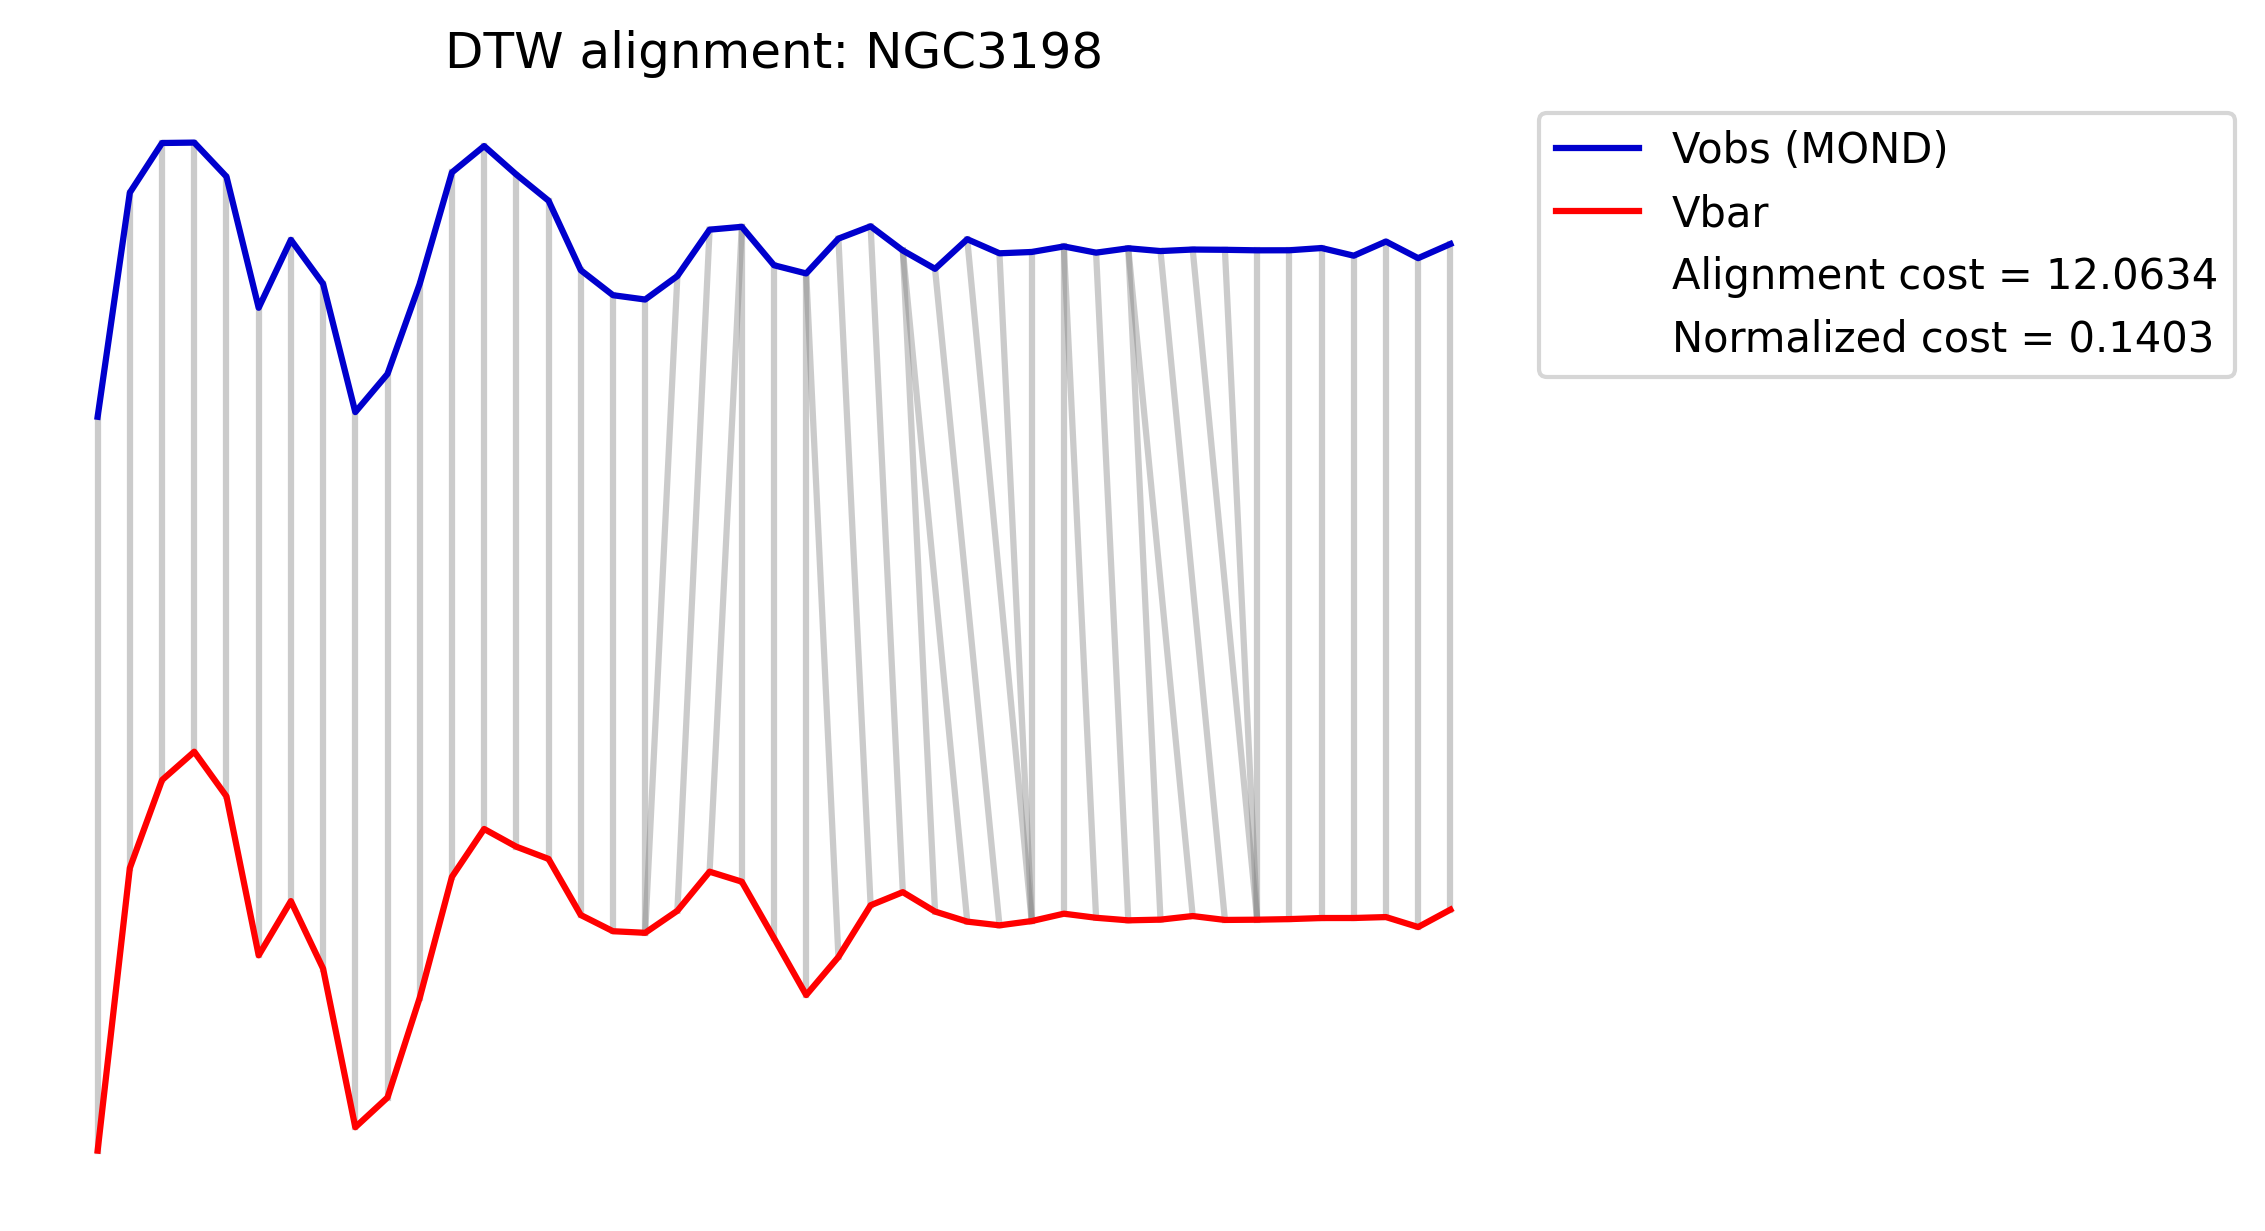 DTW alignment: NGC3198
Vobs (MOND)
Vbar
Alignment cost = 12.0634
Normalized cost = 0.1403